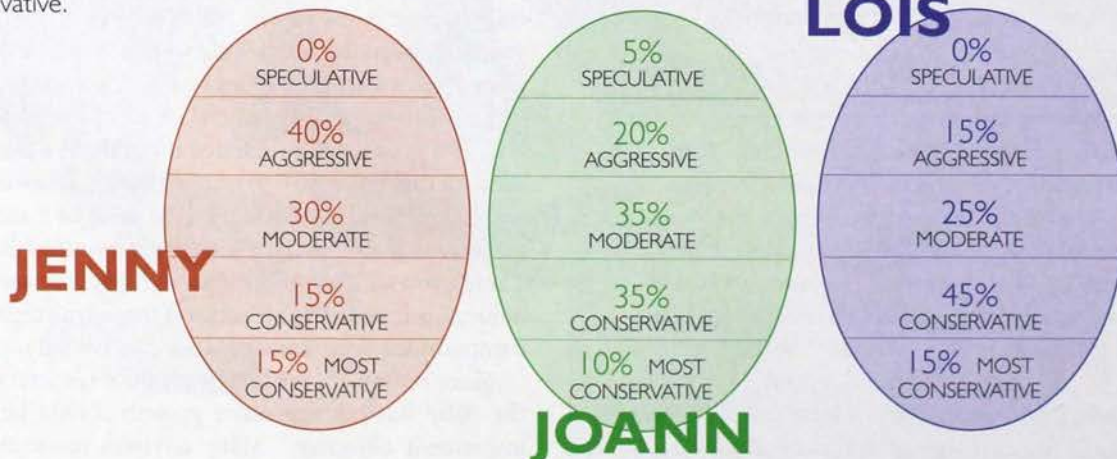 vative.
JENNY
0%
SPECULATIVE
40%
AGGRESSIVE
30%
MODERATE
15%
CONSERVATIVE
15% MOST
CONSERVATIVE
5%
SPECULATIVE
20%
AGGRESSIVE
35%
MODERATE
35%
CONSERVATIVE
10% MOST
CONSERVATIVE
JOANN
LOIS
0%
SPECULATIVE
15%
AGGRESSIVE
25%
MODERATE
45%
CONSERVATIVE
15% MOST
CONSERVATIVE